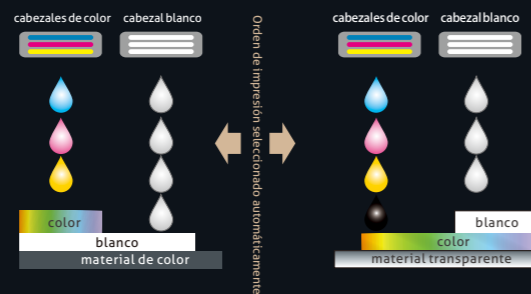 cabezales de color
cabezal blanco
color
blanco
material de color
Orden de impresión seleccionado automáticamente
cabezales de color
cabezal blanco
blanco
color
material transparente